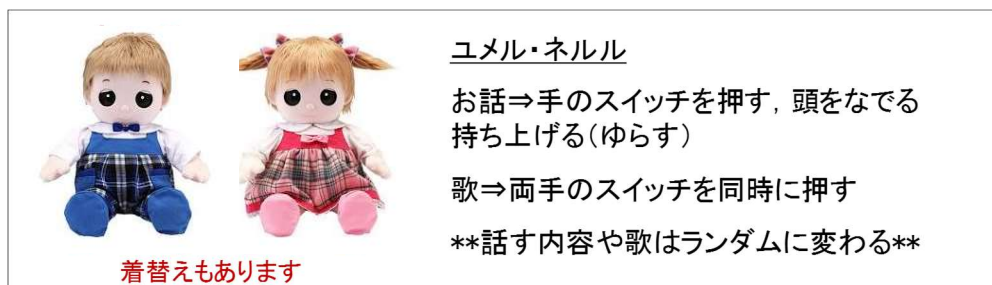 ユメル・ネルル
お話⇒手のスイッチを押す，頭をなでる
持ち上げる（ゆらす）
歌⇒両手のスイッチを同時に押す
**話す内容や歌はランダムに変わる**
着替えもあります